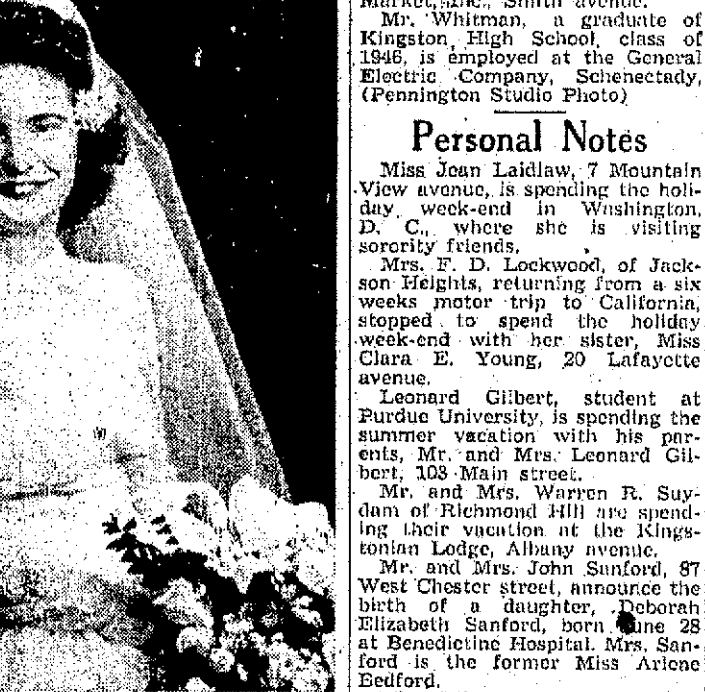 Market, Inc., Smith avenue.
Mr. Whitman, a graduate of
Kingston High School, class of
1946, is employed at the General
Electric Company, Schenectady,
(Pennington Studio Photo)
Personal Notes
Miss Jean Laidlaw, 7 Mountain
View avenue, is spending the holi-
day week-end in Washington,
D. C., where she is visiting
sorority friends.
Mrs. F. D. Lockwood, of Jack-
son Heights, returning from a six
weeks motor trip to California,
stopped to spend the holiday
week-end with her sister, Miss
Clara E. Young, 20 Lafayette
avenue.
Leonard Gilbert, student at
Purdue University, is spending the
summer vacation with his par-
ents, Mr. and Mrs. Leonard Gil-
bert, 103 Main street.
Mr. and Mrs. Warren R. Suy-
dam of Richmond Hill are spend-
ing their vacation at the Kings-
tonian Lodge, Albany avenue.
Mr. and Mrs. John Sanford, 87
West Chester street, announce the
birth of a daughter, Deborah
Elizabeth Sanford, born June 28
at Benedictine Hospital. Mrs. San-
ford is the former Miss Arlene
Bedford.